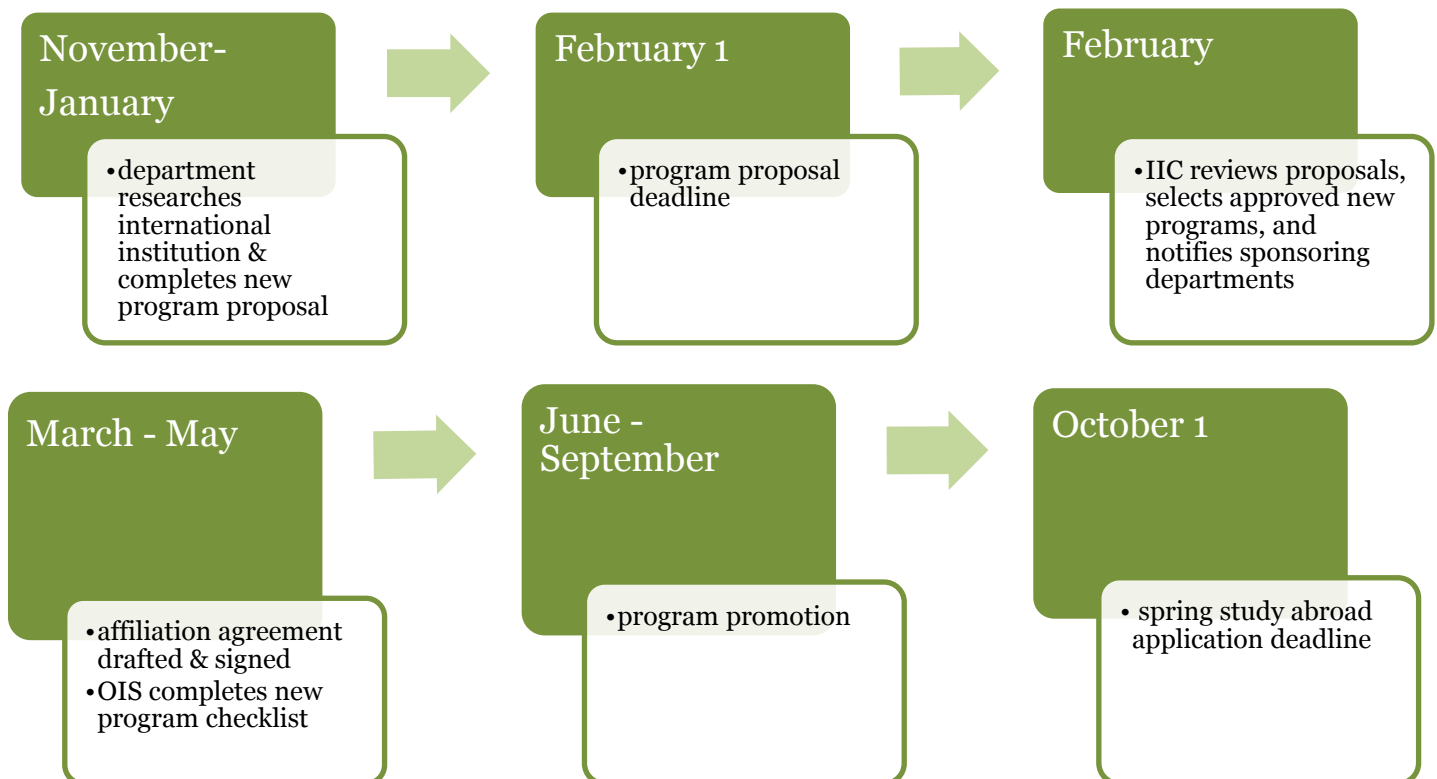 November-
January
•department
researches
international
institution &
completes new
program proposal
February 1
•program proposal
deadline
February
•IIC reviews proposals,
selects approved new
programs, and
notifies sponsoring
departments
March - May
•affiliation agreement
drafted & signed
•OIS completes new
program checklist
June -
September
•program promotion
October 1
• spring study abroad
application deadline